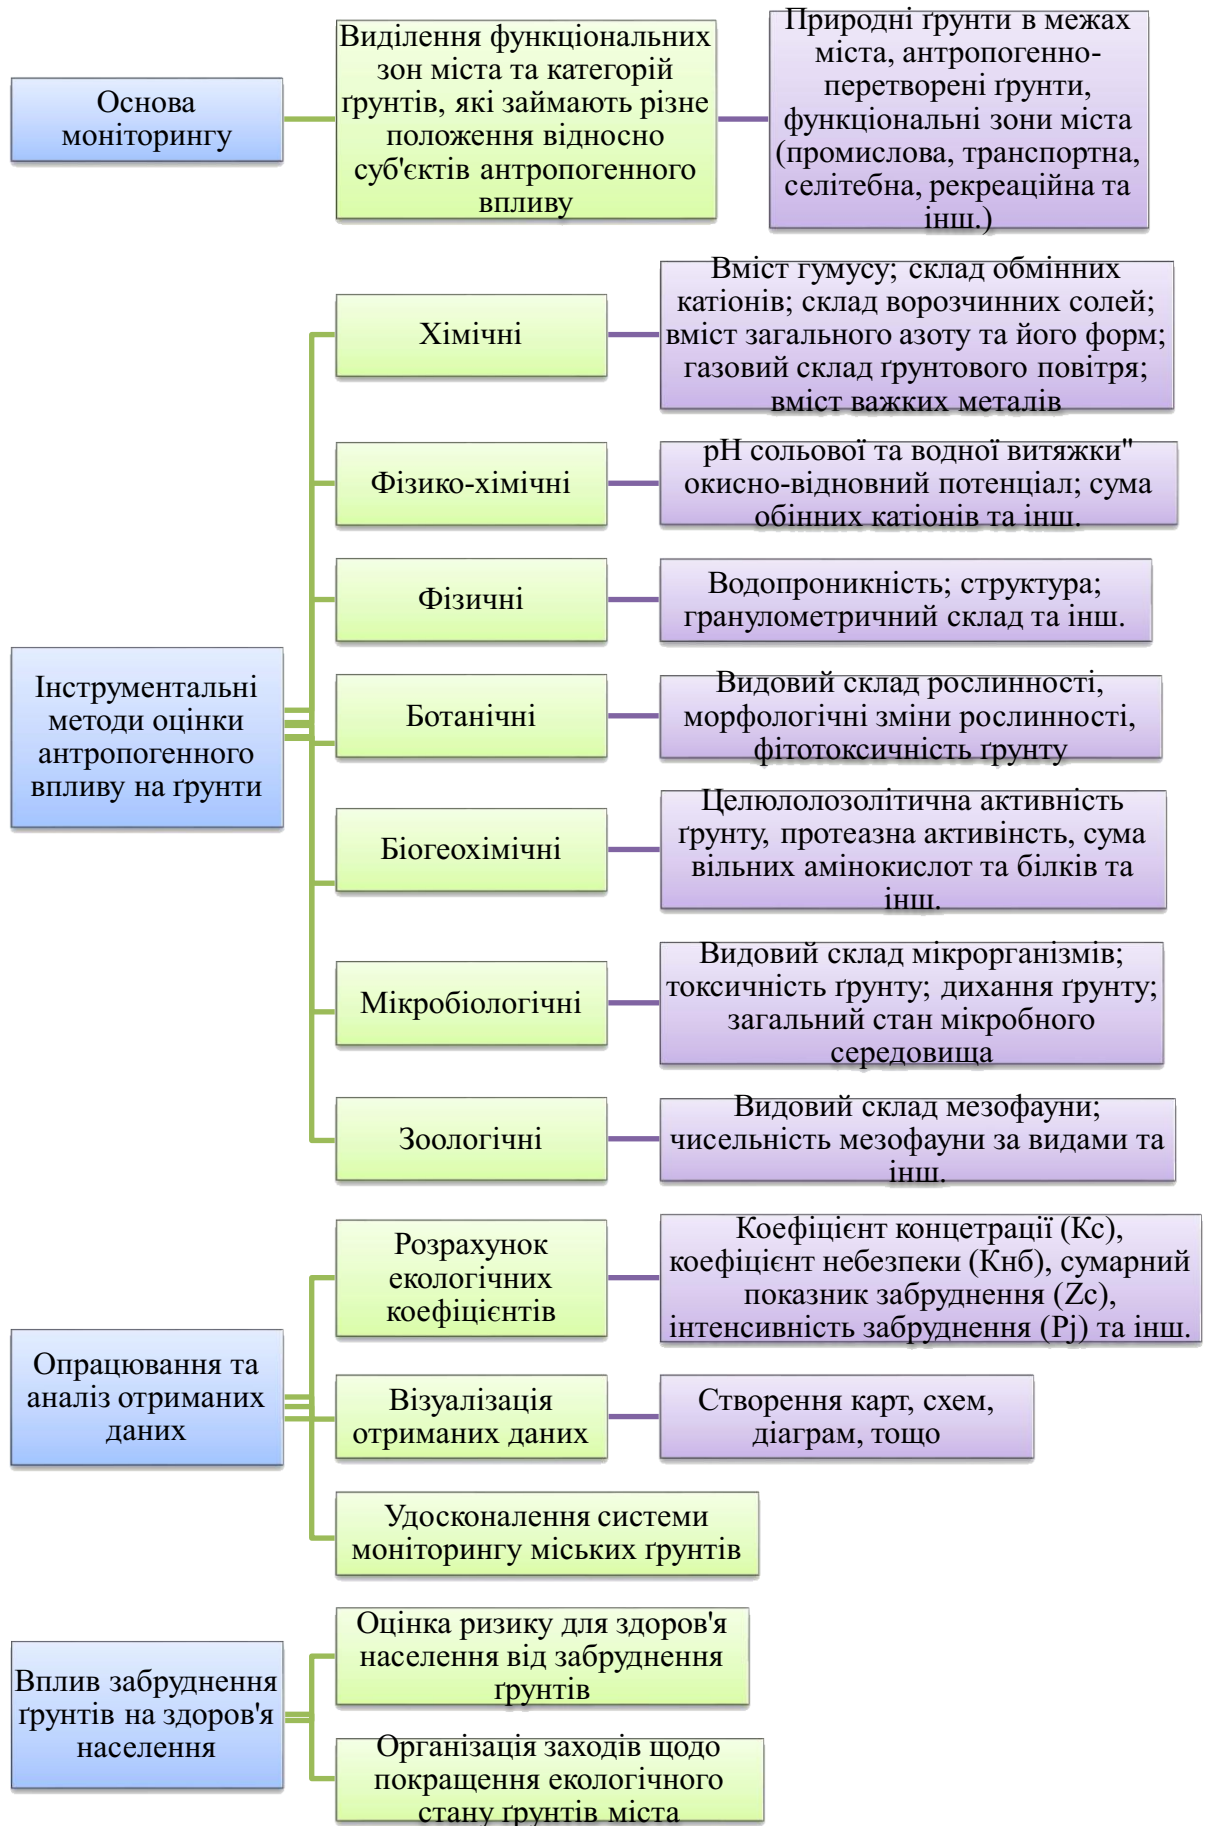 Основа
моніторингу
Виділення функціональних
зон міста та категорій
ґрунтів, які займають різне
положення відносно
суб'єктів антропогенного
впливу
Природні ґрунти в межах
міста, антропогенно-
перетворені ґрунти,
функціональні зони міста
(промислова, транспортна,
селітебна, рекреаційна та
інш.)
Інструментальні
методи оцінки
антропогенного
впливу на ґрунти
Хімічні
Вміст гумусу; склад обмінних
катіонів; склад ворозчинних солей;
вміст загального азоту та його форм;
газовий склад ґрунтового повітря;
вміст важких металів
Фізико-хімічні
рН сольової та водної витяжки"
окисно-відновний потенціал; сума
обінних катіонів та інш.
Фізичні
Водопроникність; структура;
гранулометричний склад та інш.
Ботанічні
Видовий склад рослинності,
морфологічні зміни рослинності,
фітотоксичність ґрунту
Біогеохімічні
Целюлолозолітична активність
ґрунту, протеазна активінсть, сума
вільних амінокислот та білків та
інш.
Мікробіологічні
Видовий склад мікрорганізмів;
токсичність ґрунту; дихання ґрунту;
загальний стан мікробного
середовища
Зоологічні
Видовий склад мезофауни;
чисельність мезофауни за видами та
інш.
Опрацювання та
аналіз отриманих
даних
Розрахунок
екологічних
коефіцієнтів
Коефіцієнт концетрації (Кс),
коефіцієнт небезпеки (Кнб), сумарний
показник забруднення (Zc),
інтенсивність забруднення (Pj) та інш.
Візуалізація
отриманих даних
Створення карт, схем,
діаграм, тощо
Удосконалення системи
моніторингу міських ґрунтів
Вплив забруднення
ґрунтів на здоров'я
населення
Оцінка ризику для здоров'я
населення від забруднення
ґрунтів
Організація заходів щодо
покращення екологічного
стану ґрунтів міста